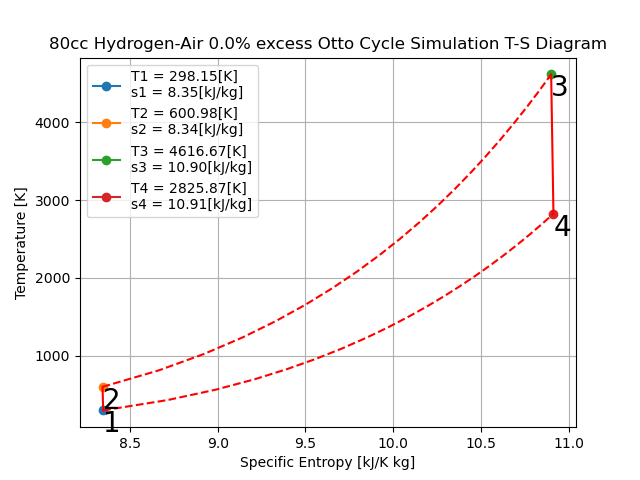 80cc Hydrogen-Air 0.0% excess Otto Cycle Simulation T-S Diagram
T1 = 298.15[K]
s1 = 8.35[kJ/kg]
T2 = 600.98[K]
s2 = 8.34[kJ/kg]
T3 = 4616.67[K]
s3 = 10.90[kJ/kg]
T4 = 2825.87[K]
s4 = 10.91[kJ/kg]
3
4
2
1
Temperature [K]
4000
3000
2000
1000
8.5 9.0 9.5 10.0 10.5 11.0
Specific Entropy [kJ/K kg]